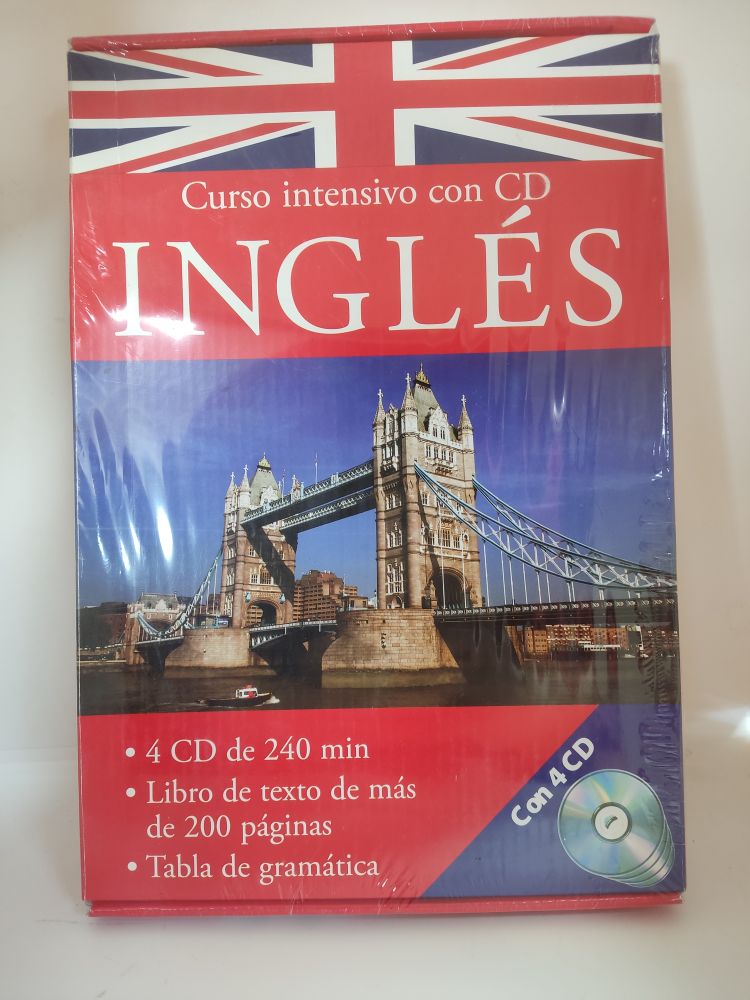 Curso intensivo con CD
INGLÉS
• 4 CD de 240 min
• Libro de texto de más
de 200 páginas
• Tabla de gramática
Con 4 CD